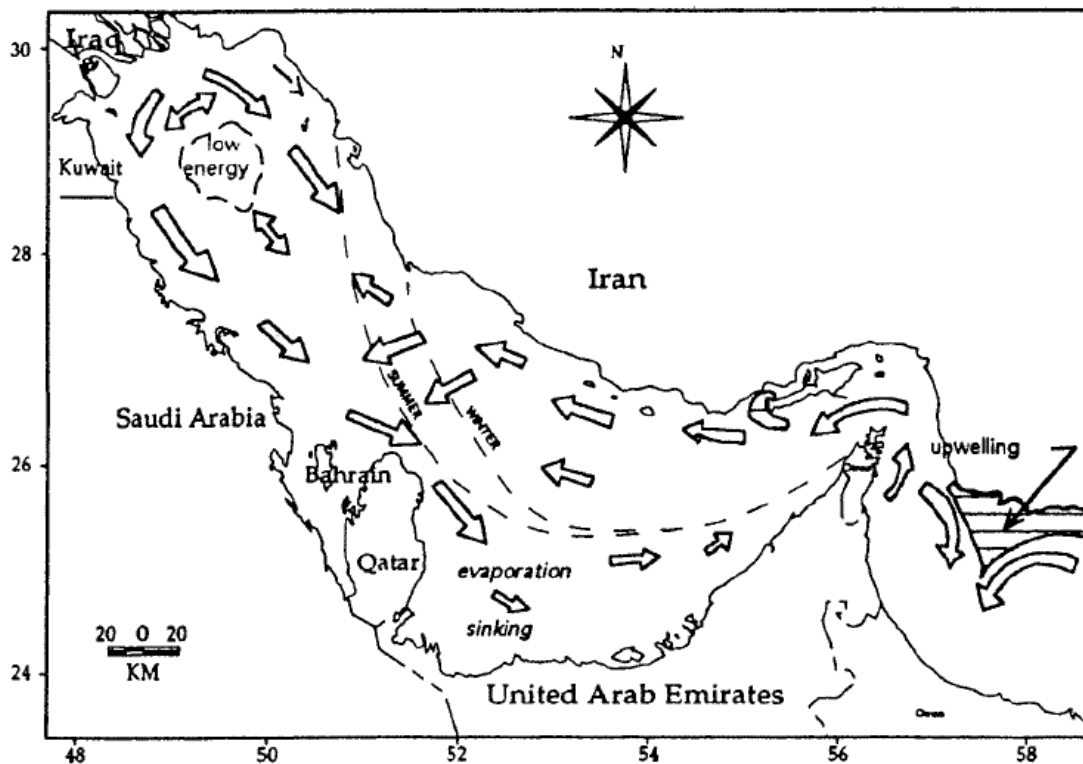 30
Iraq
N
low
energy
Kuwait
28
Iran
SUMMER
WINTER
Saudi Arabia
upwelling
26
Bahrain
Qatar
evaporation
sinking
20 0 20
KM
24
United Arab Emirates
48 50 52 54 56 58